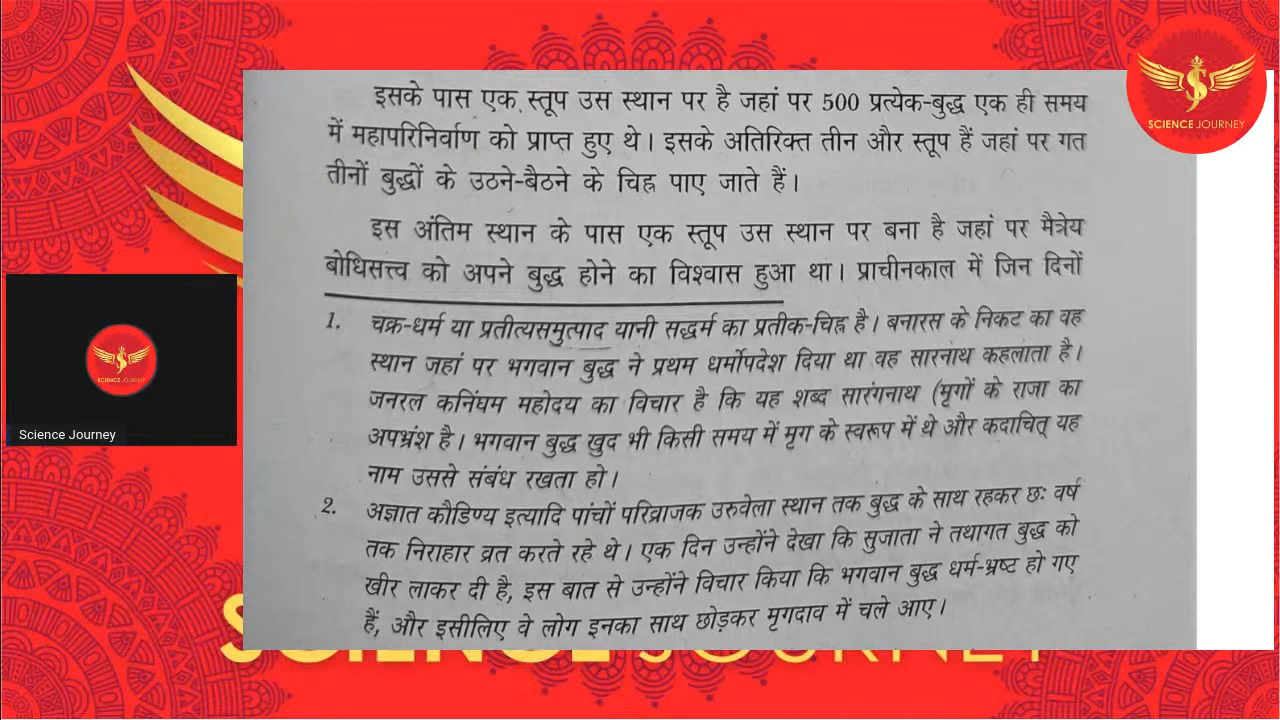 इसके पास एक स्तूप उस स्थान पर है जहां पर 500 प्रत्येक-बुद्ध एक ही समय
में महापरिनिर्वाण को प्राप्त हुए थे। इसके अतिरिक्त तीन और स्तूप हैं जहां पर गत
तीनों बुद्धों के उठने-बैठने के चिह्न पाए जाते हैं।
इस अंतिम स्थान के पास एक स्तूप उस स्थान पर बना है जहां पर मैत्रेय
बोधिसत्त्व को अपने बुद्ध होने का विश्वास हुआ था। प्राचीनकाल में जिन दिनों
1. चक्र-धर्म या प्रतीत्यसमुत्पाद यानी सद्धर्म का प्रतीक-चिह्न है। बनारस के निकट का वह
स्थान जहां पर भगवान बुद्ध ने प्रथम धर्मोपदेश दिया था वह सारनाथ कहलाता है।
जनरल कनिंघम महोदय का विचार है कि यह शब्द सारंगनाथ (मृगों के राजा का
अपभ्रंश है। भगवान बुद्ध खुद भी किसी समय में मृग के स्वरूप में थे और कदाचित् यह
नाम उससे संबंध रखता हो।
2. अज्ञात कौडिण्य इत्यादि पांचों परिव्राजक उरुवेला स्थान तक बुद्ध के साथ रहकर छः वर्ष
तक निराहार व्रत करते रहे थे। एक दिन उन्होंने देखा कि सुजाता ने तथागत बुद्ध को
खीर लाकर दी है, इस बात से उन्होंने विचार किया कि भगवान बुद्ध धर्म-भ्रष्ट हो गए
हैं, और इसीलिए वे लोग इनका साथ छोड़कर मृगदाव में चले आए।
SCIENCE JOURNEY
SCIENCE JOURNEY
Science Journey
SCIENCE JOURNEY